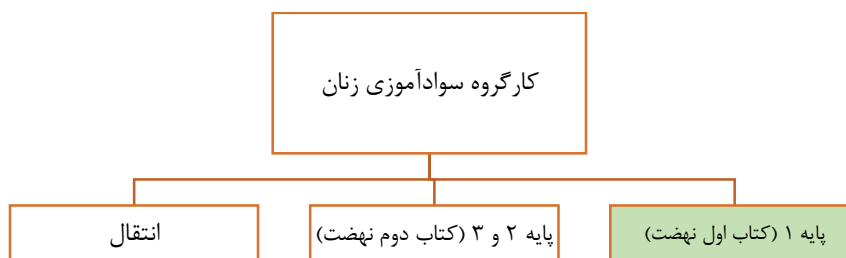 کارگروه سوادآموزی زنان
پایه ۱ (کتاب اول نهضت)
پایه ۲ و ۳ (کتاب دوم نهضت)
انتقال